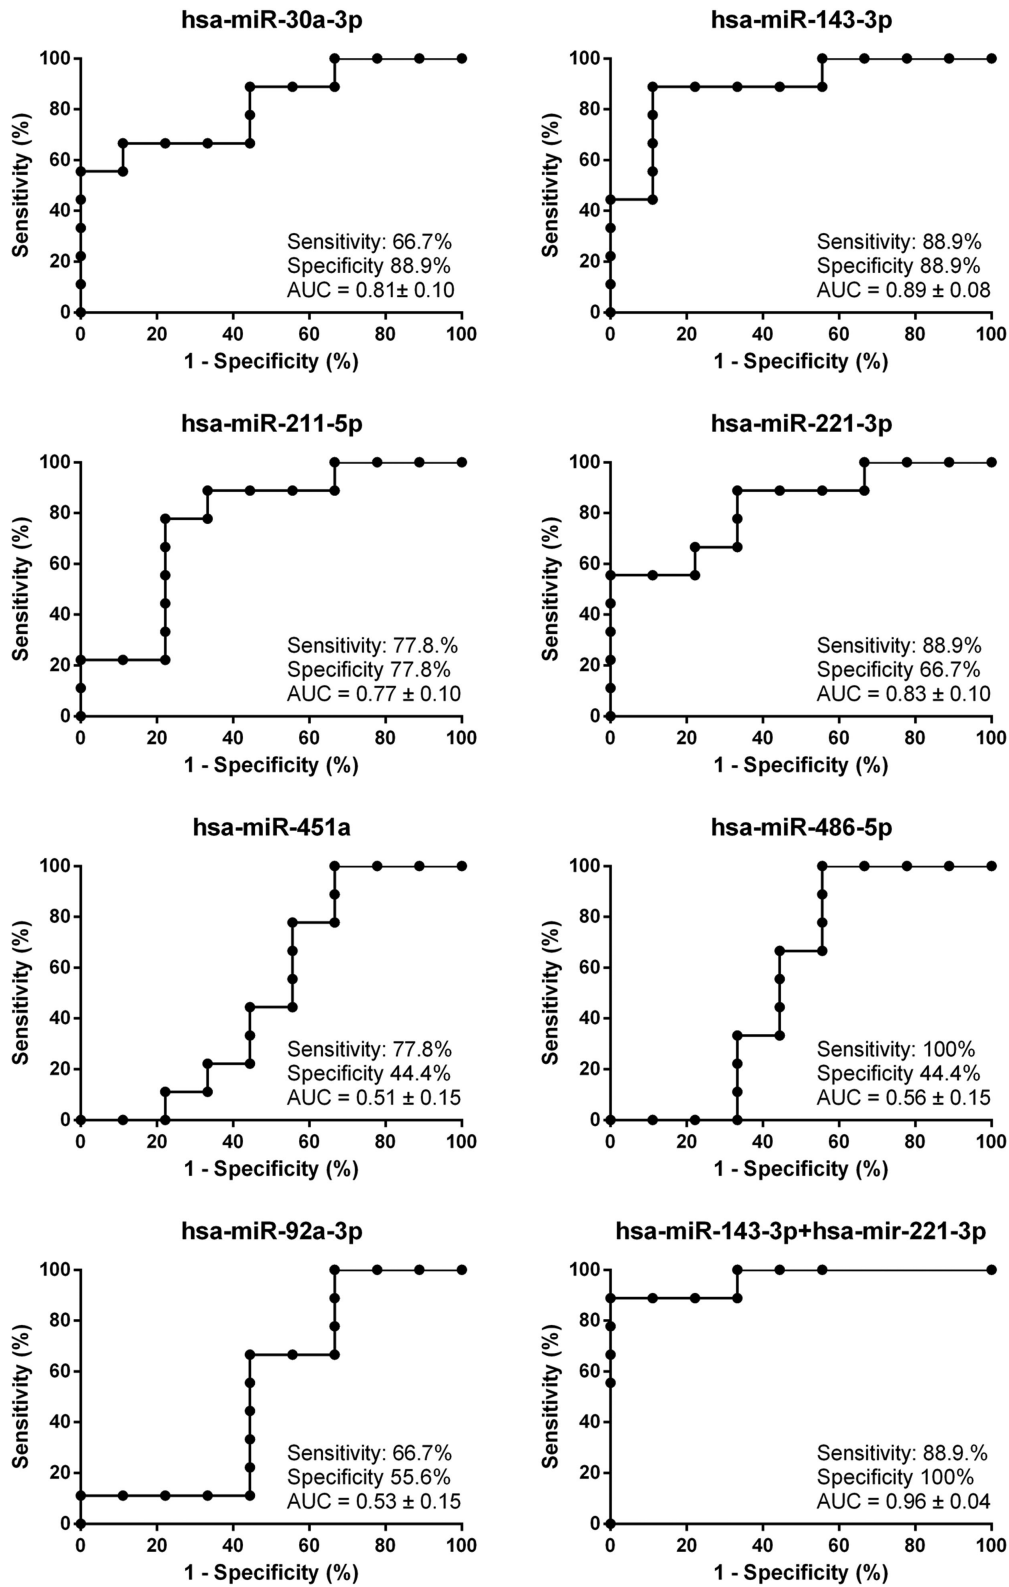 hsa-miR-30a-3p
Sensitivity (%)
100
80
60
40
20
0
Sensitivity: 66.7%
Specificity 88.9%
AUC = 0.81± 0.10
0 20 40 60 80 100
1 - Specificity (%)
hsa-miR-143-3p
Sensitivity (%)
100
80
60
40
20
0
Sensitivity: 88.9%
Specificity 88.9%
AUC = 0.89 ± 0.08
0 20 40 60 80 100
1 - Specificity (%)
hsa-miR-211-5p
Sensitivity (%)
100
80
60
40
20
0
Sensitivity: 77.8.%
Specificity 77.8%
AUC = 0.77 ± 0.10
0 20 40 60 80 100
1 - Specificity (%)
hsa-miR-221-3p
Sensitivity (%)
100
80
60
40
20
0
Sensitivity: 88.9%
Specificity 66.7%
AUC = 0.83 ± 0.10
0 20 40 60 80 100
1 - Specificity (%)
hsa-miR-451a
Sensitivity (%)
100
80
60
40
20
0
Sensitivity: 77.8%
Specificity 44.4%
AUC = 0.51 ± 0.15
0 20 40 60 80 100
1 - Specificity (%)
hsa-miR-486-5p
Sensitivity (%)
100
80
60
40
20
0
Sensitivity: 100%
Specificity 44.4%
AUC = 0.56 ± 0.15
0 20 40 60 80 100
1 - Specificity (%)
hsa-miR-92a-3p
Sensitivity (%)
100
80
60
40
20
0
Sensitivity: 66.7%
Specificity 55.6%
AUC = 0.53 ± 0.15
0 20 40 60 80 100
1 - Specificity (%)
hsa-miR-143-3p+hsa-mir-221-3p
Sensitivity (%)
100
80
60
40
20
0
Sensitivity: 88.9.%
Specificity 100%
AUC = 0.96 ± 0.04
0 20 40 60 80 100
1 - Specificity (%)